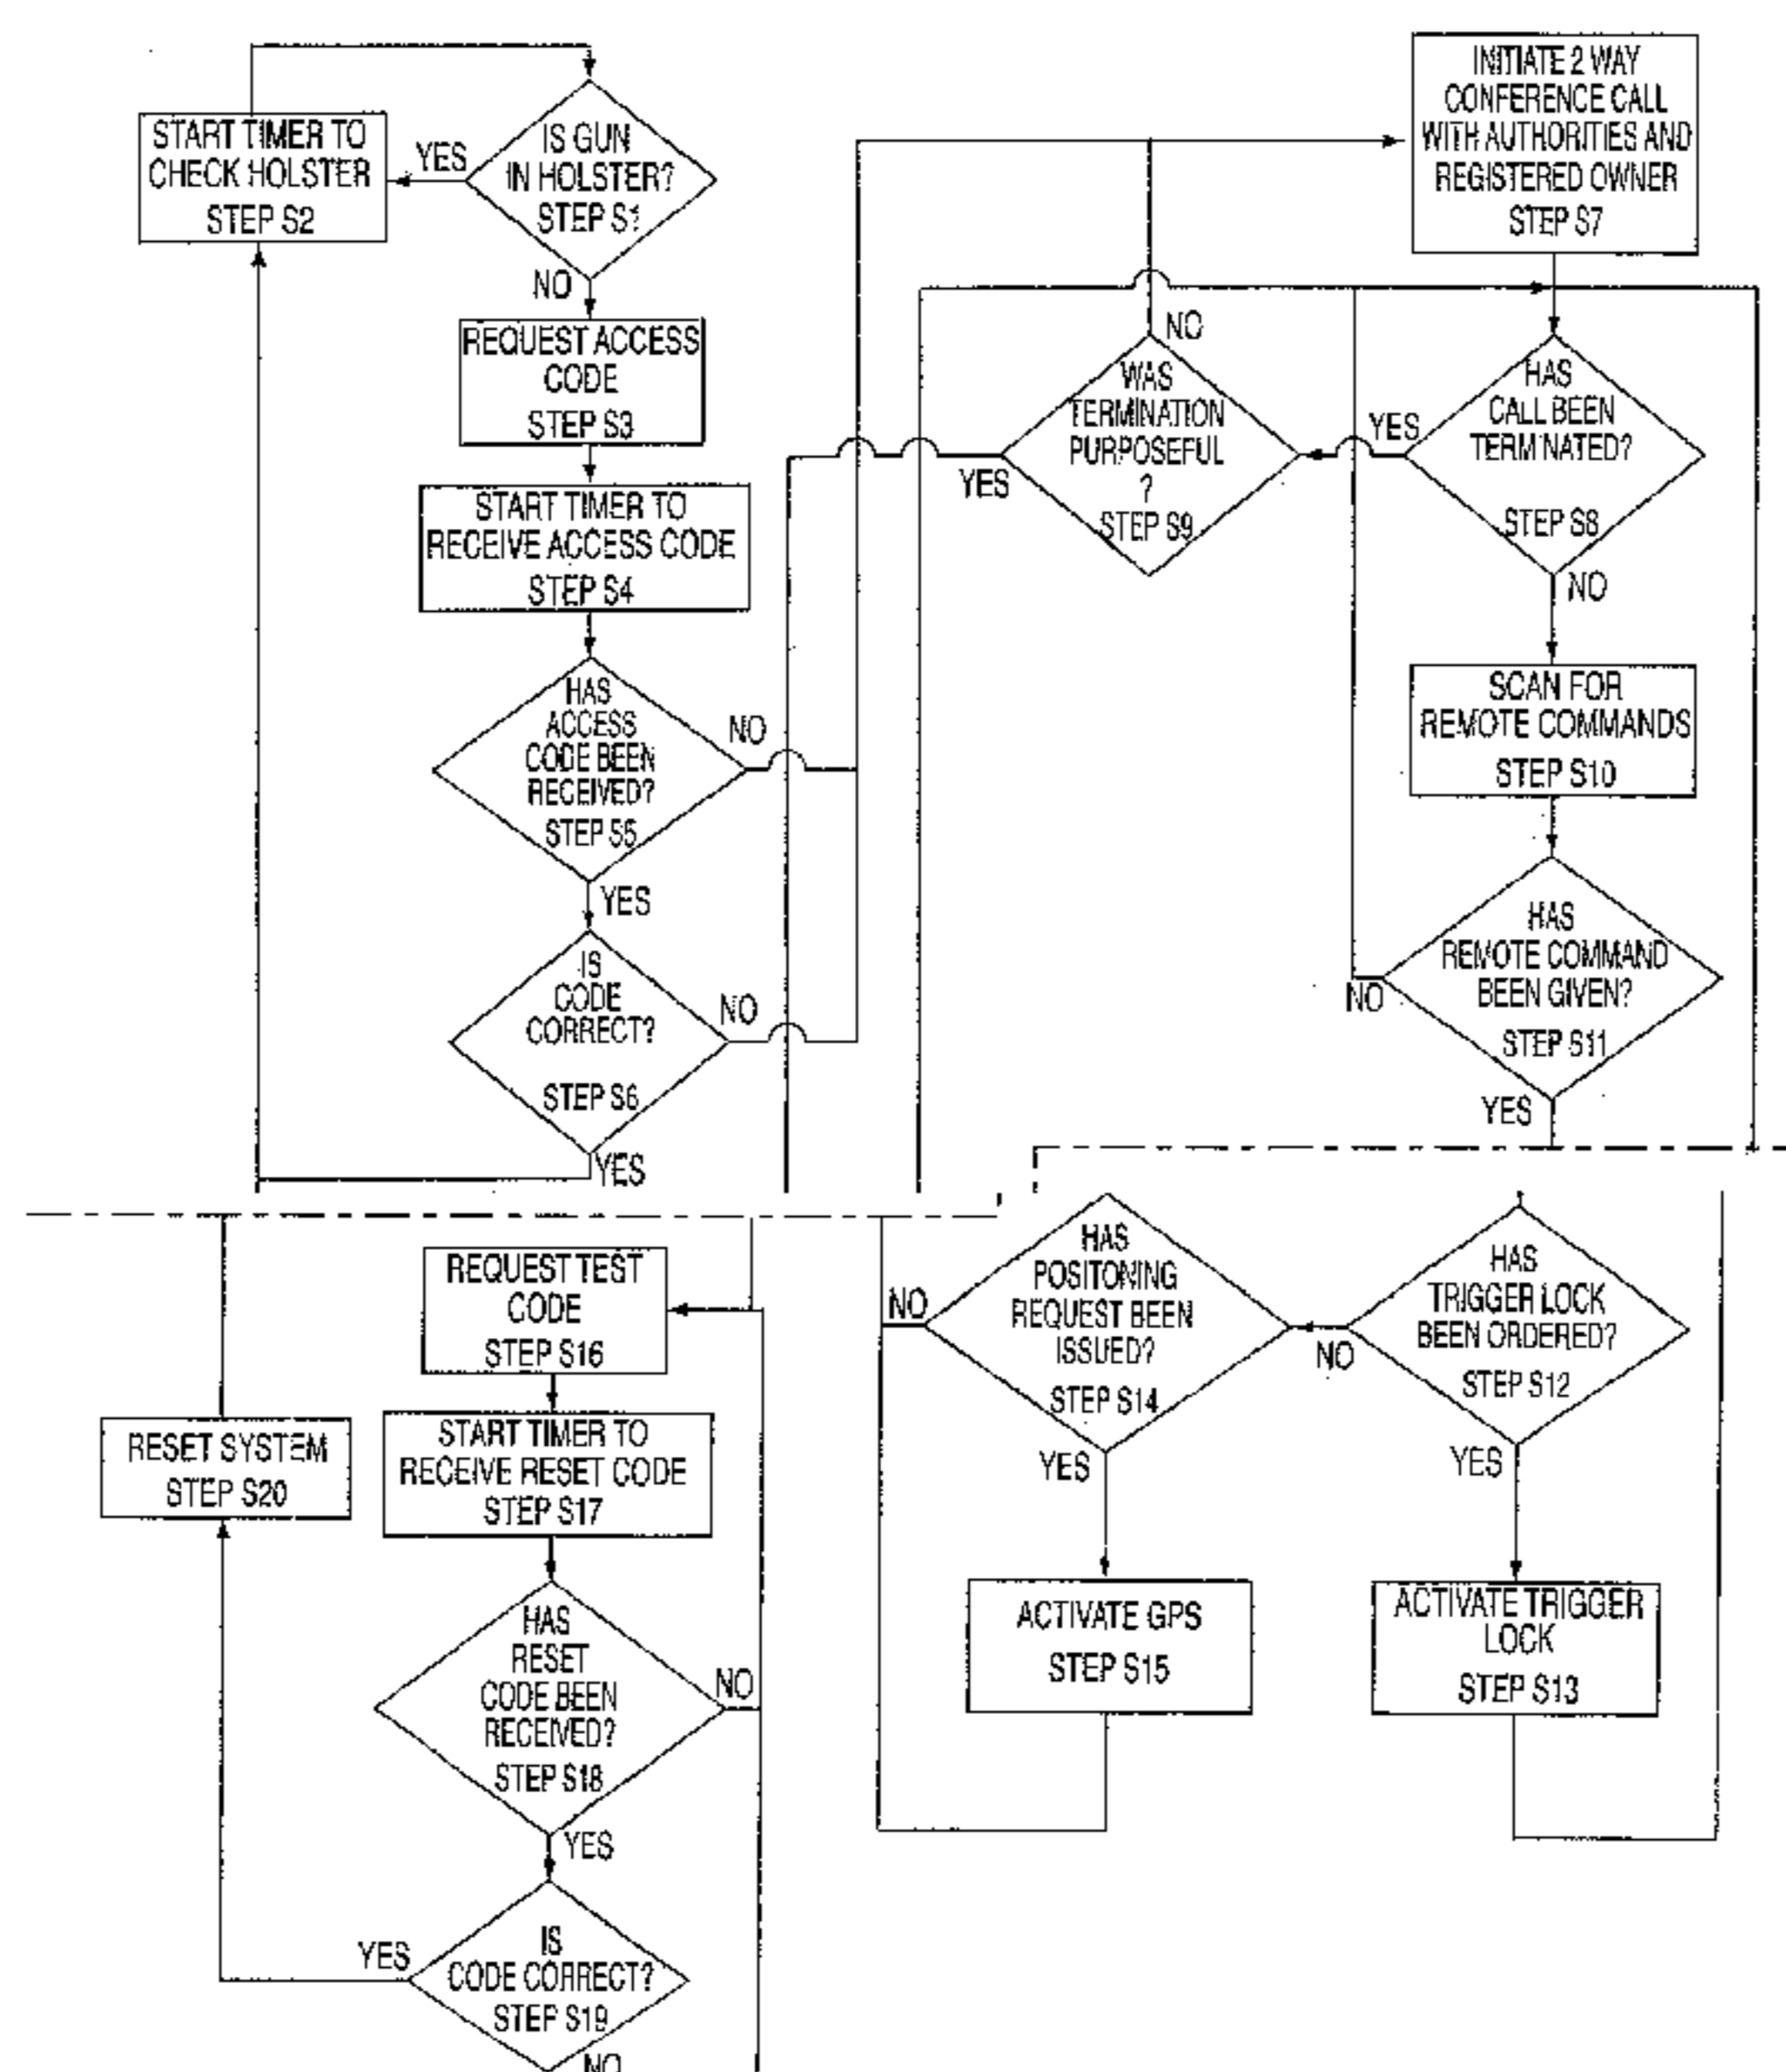 START TIMER TO
CHECK HOLSTER
STEP S2
YES
IS GUN
IN HOLSTER?
STEP S1
NO
REQUEST ACCESS
CODE
STEP S3
START TIMER TO
RECEIVE ACCESS CODE
STEP S4
HAS
ACCESS
CODE BEEN
RECEIVED?
STEP S5
NO
YES
IS
CODE
CORRECT?
STEP S6
NO
YES
INITIATE 2 WAY
CONFERENCE CALL
WITH AUTHORITIES AND
REGISTERED OWNER
STEP S7
HAS
CALL BEEN
TERMINATED?
STEP S8
YES
NO
WAS
TERMINATION
PURPOSEFUL
?
STEP S9
NO
YES
SCAN FOR
REMOTE COMMANDS
STEP S10
HAS
REMOTE COMMAND
BEEN GIVEN?
STEP S11
NO
YES
HAS
TRIGGER LOCK
BEEN ORDERED?
STEP S12
NO
YES
ACTIVATE TRIGGER
LOCK
STEP S13
HAS
POSITONING
REQUEST BEEN
ISSUED?
STEP S14
NO
YES
ACTIVATE GPS
STEP S15
REQUEST TEST
CODE
STEP S16
START TIMER TO
RECEIVE RESET CODE
STEP S17
HAS
RESET
CODE BEEN
RECEIVED?
STEP S18
NO
YES
IS
CODE CORRECT?
STEP S19
YES
NO
RESET SYSTEM
STEP S20